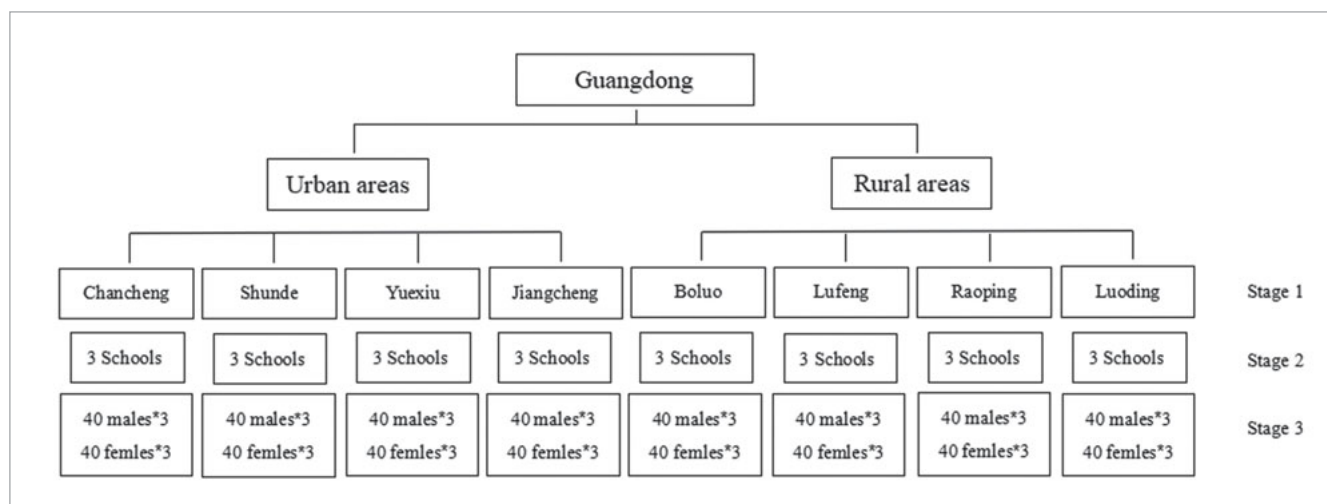 Guangdong
Urban areas
Rural areas
Chancheng
Shunde
Yuexiu
Jiangcheng
Boluo
Lufeng
Raoping
Luoding
Stage 1
3 Schools
3 Schools
3 Schools
3 Schools
3 Schools
3 Schools
3 Schools
3 Schools
Stage 2
40 males*3
40 femles*3
40 males*3
40 femles*3
40 males*3
40 femles*3
40 males*3
40 femles*3
40 males*3
40 femles*3
40 males*3
40 femles*3
40 males*3
40 femles*3
40 males*3
40 femles*3
Stage 3